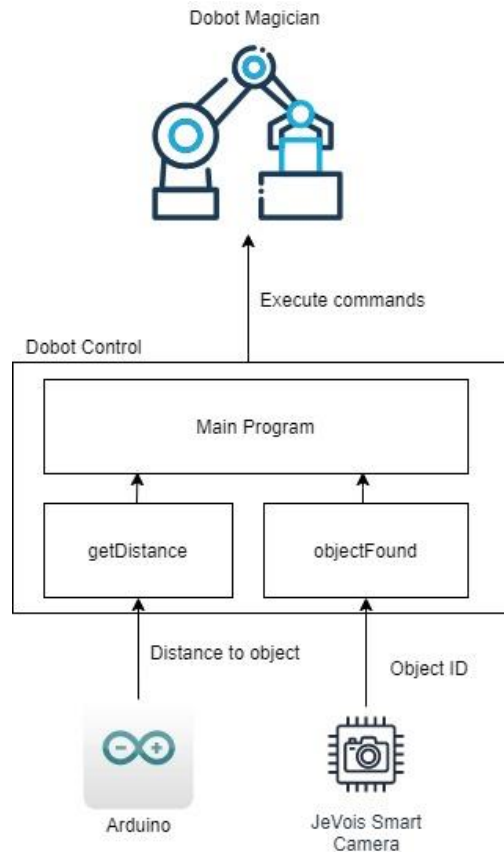 Dobot Magician
Execute commands
Dobot Control
Main Program
getDistance
objectFound
Distance to object
Object ID
Arduino
JeVois Smart
Camera